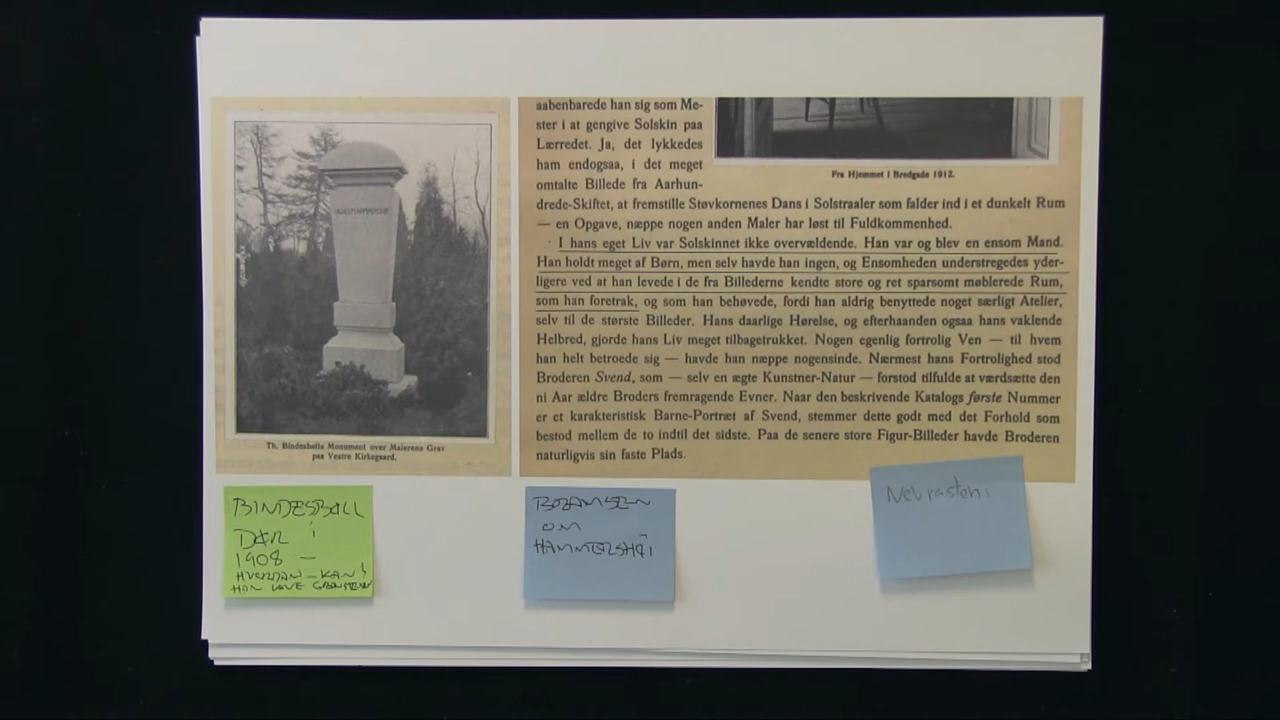 Th. Bindesbølls Monument over Malerens Grav
paa Vestre Kirkegaard.
aabenbarede han sig som Me-
ster i at gengive Solskin paa
Lærredet. Ja, det lykkedes
ham endogsaa, i det meget
omtalte Billede fra Aarhun-
Fra Hjemmet i Bredgade 1912.
drede-Skiftet, at fremstille Støvkornenes Dans i Solstraaler som falder ind i et dunkelt Rum
— en Opgave, næppe nogen anden Maler har løst til Fuldkommenhed.
I hans eget Liv var Solskinnet ikke overvældende. Han var og blev en ensom Mand.
Han holdt meget af Børn, men selv havde han ingen, og Ensomheden understregedes yder-
ligere ved at han levede i de fra Billederne kendte store og ret sparsomt møblerede Rum,
som han foretrak, og som han behøvede, fordi han aldrig benyttede noget særligt Atelier,
selv til de største Billeder. Hans daarlige Hørelse, og efterhaanden ogsaa hans vaklende
Helbred, gjorde hans Liv meget tilbagetrukket. Nogen egenlig fortrolig Ven — til hvem
han helt betroede sig — havde han næppe nogensinde. Nærmest hans Fortrolighed stod
Broderen Svend, som — selv en ægte Kunstner-Natur — forstod tilfulde at værdsætte den
ni Aar ældre Broders fremragende Evner. Naar den beskrivende Katalogs første Nummer
er et karakteristisk Barne-Portræt af Svend, stemmer dette godt med det Forhold som
bestod mellem de to indtil det sidste. Paa de senere store Figur-Billeder havde Broderen
naturligvis sin faste Plads.
BINDESBØLL
DØR i
1908 —
HVORDAN KAN
HAN LAVE GRAVSTENEN
BRAMSEN
OM
HAMMERSHØI
Nevrasteni